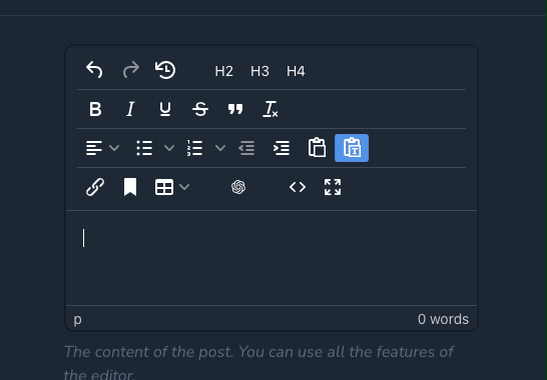 H2 H3 H4
B I U S ❞ Ix
p 0 words
The content of the post. You can use all the features of
the editor.